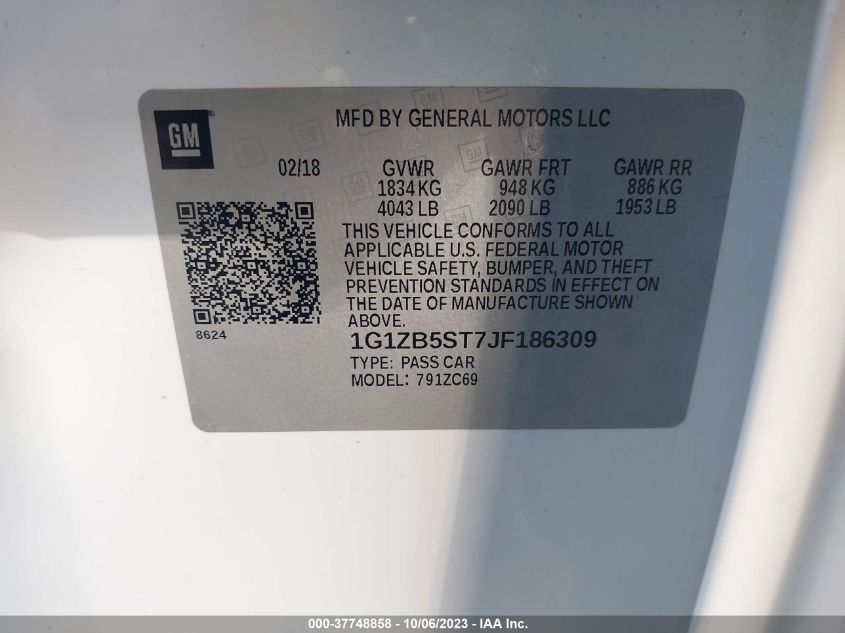 GM®
MFD BY GENERAL MOTORS LLC
02/18 GVWR GAWR FRT GAWR RR
1834 KG 948 KG 886 KG
4043 LB 2090 LB 1953 LB
THIS VEHICLE CONFORMS TO ALL
APPLICABLE U.S. FEDERAL MOTOR
VEHICLE SAFETY, BUMPER, AND THEFT
PREVENTION STANDARDS IN EFFECT ON
THE DATE OF MANUFACTURE SHOWN
ABOVE.
8624
1G1ZB5ST7JF186309
TYPE: PASS CAR
MODEL: 791ZC69
000-37748858 - 10/06/2023 - IAA Inc.